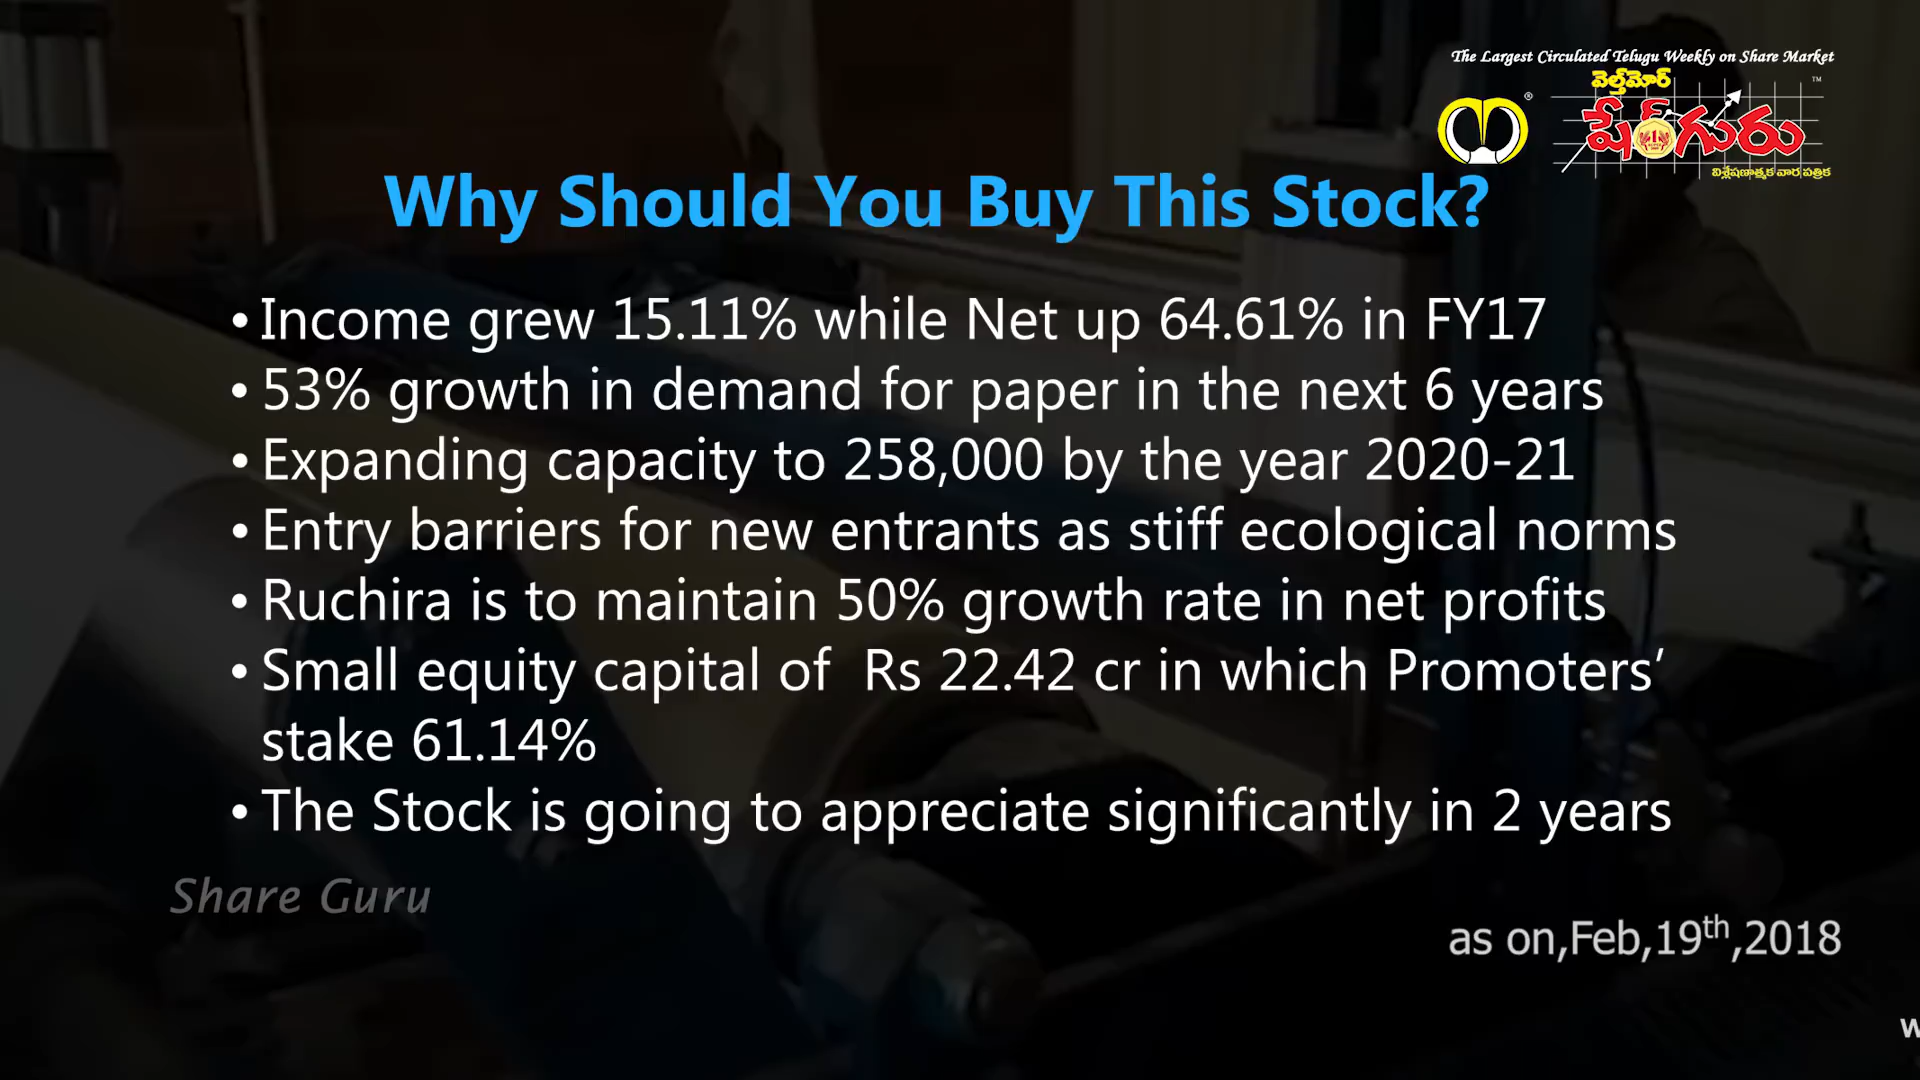 The Largest Circulated Telugu Weekly on Share Market
వెల్త్‌మోర్
TM
®
షేర్ గురు
విశ్లేషణాత్మక వార పత్రిక
Why Should You Buy This Stock?
• Income grew 15.11% while Net up 64.61% in FY17
• 53% growth in demand for paper in the next 6 years
• Expanding capacity to 258,000 by the year 2020-21
• Entry barriers for new entrants as stiff ecological norms
• Ruchira is to maintain 50% growth rate in net profits
• Small equity capital of  Rs 22.42 cr in which Promoters’
stake 61.14%
• The Stock is going to appreciate significantly in 2 years
Share Guru
as on,Feb,19th,2018